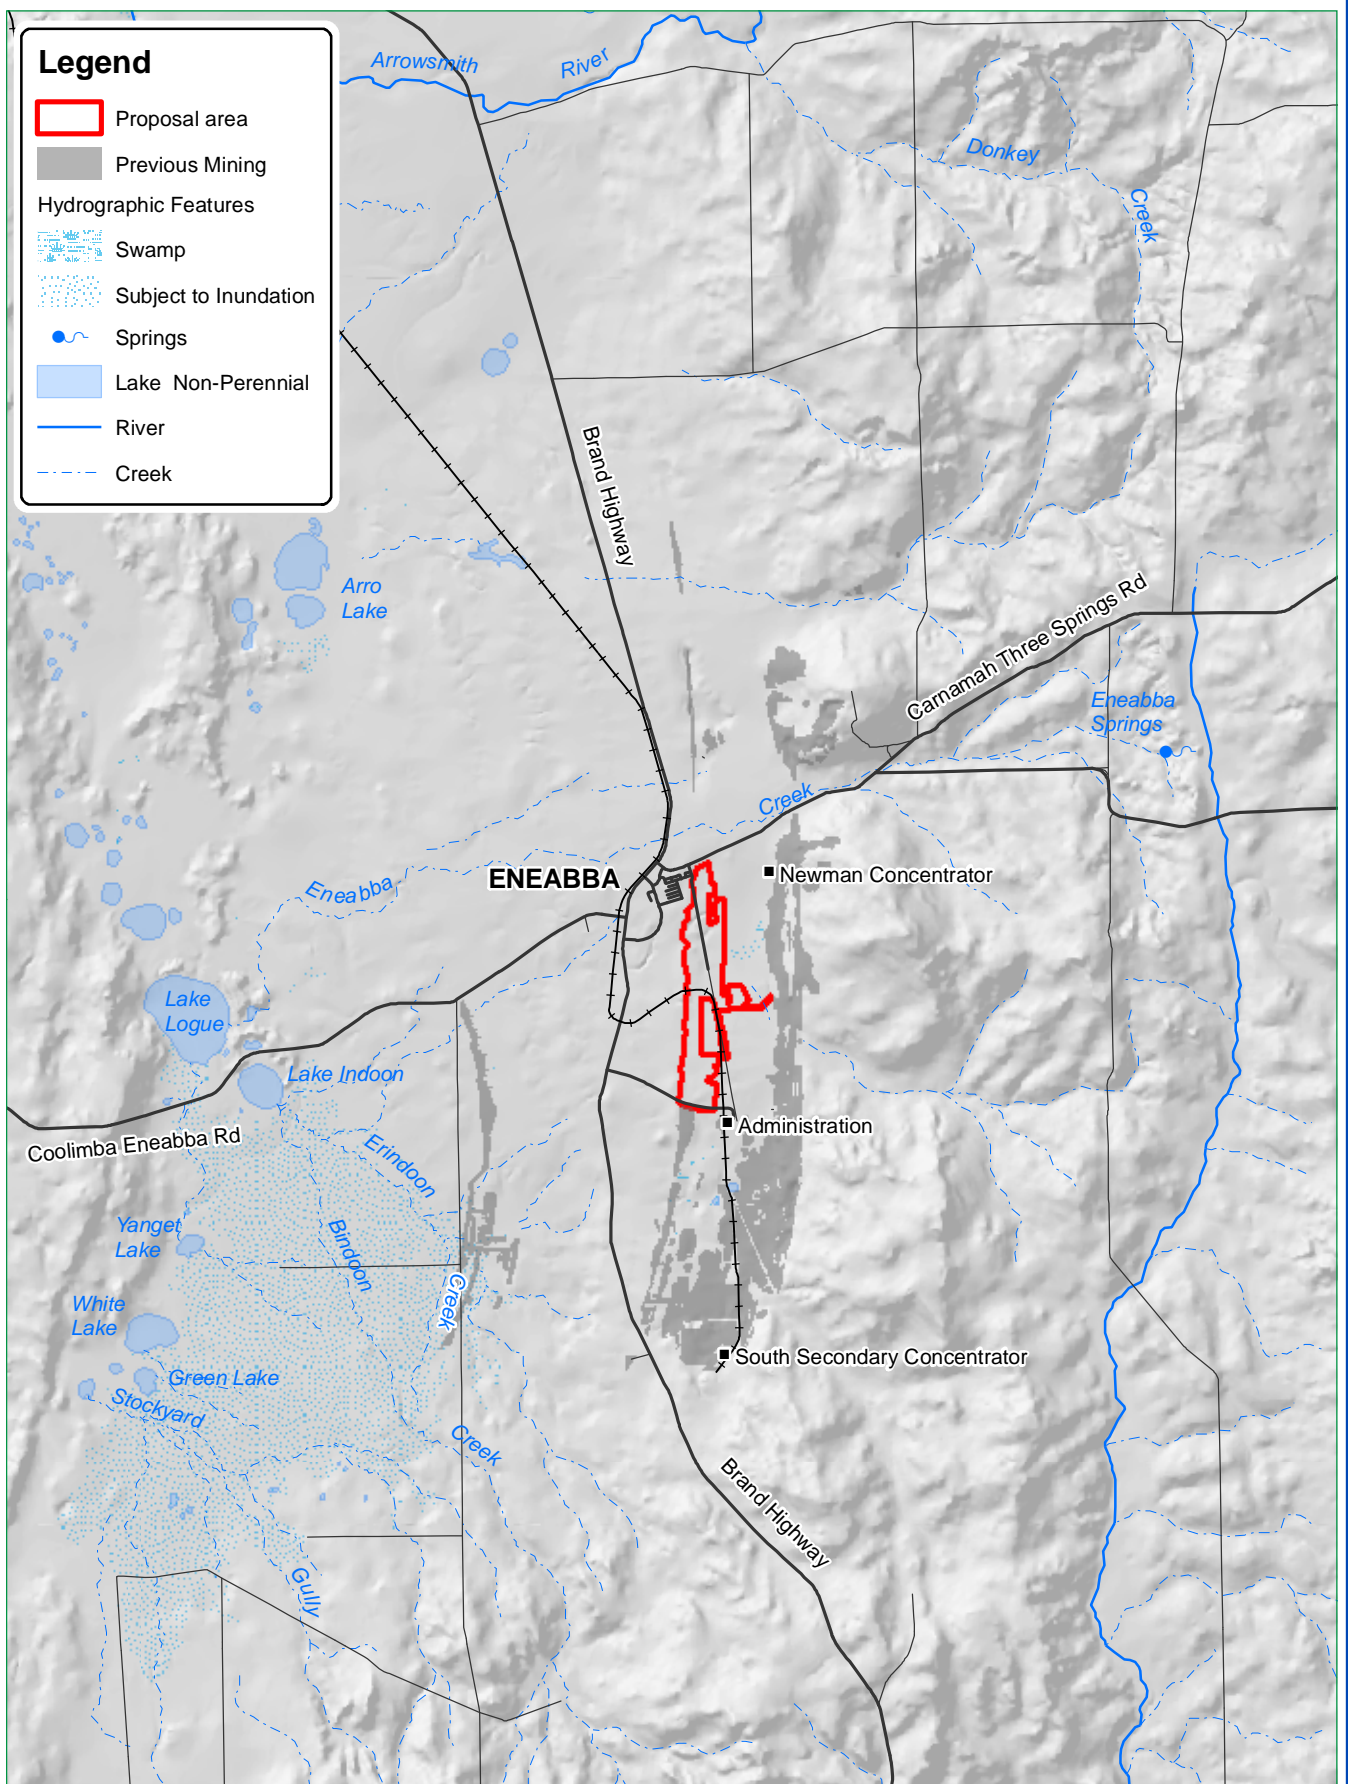 Legend
Proposal area
Previous Mining
Hydrographic Features
Swamp
Subject to Inundation
Springs
Lake Non-Perennial
River
Creek
Arrowsmith River
Donkey
Creek
Brand Highway
Arro
Lake
Carnamah Three Springs Rd
Eneabba
Springs
Creek
ENEABBA
Newman Concentrator
Eneabba
Lake
Logue
Lake Indoon
Administration
Coolimba Eneabba Rd
Erindoon
Yanget
Lake
Bindoon
Creek
White
Lake
South Secondary Concentrator
Green Lake
Stockyard
Creek
Brand Highway
Gully